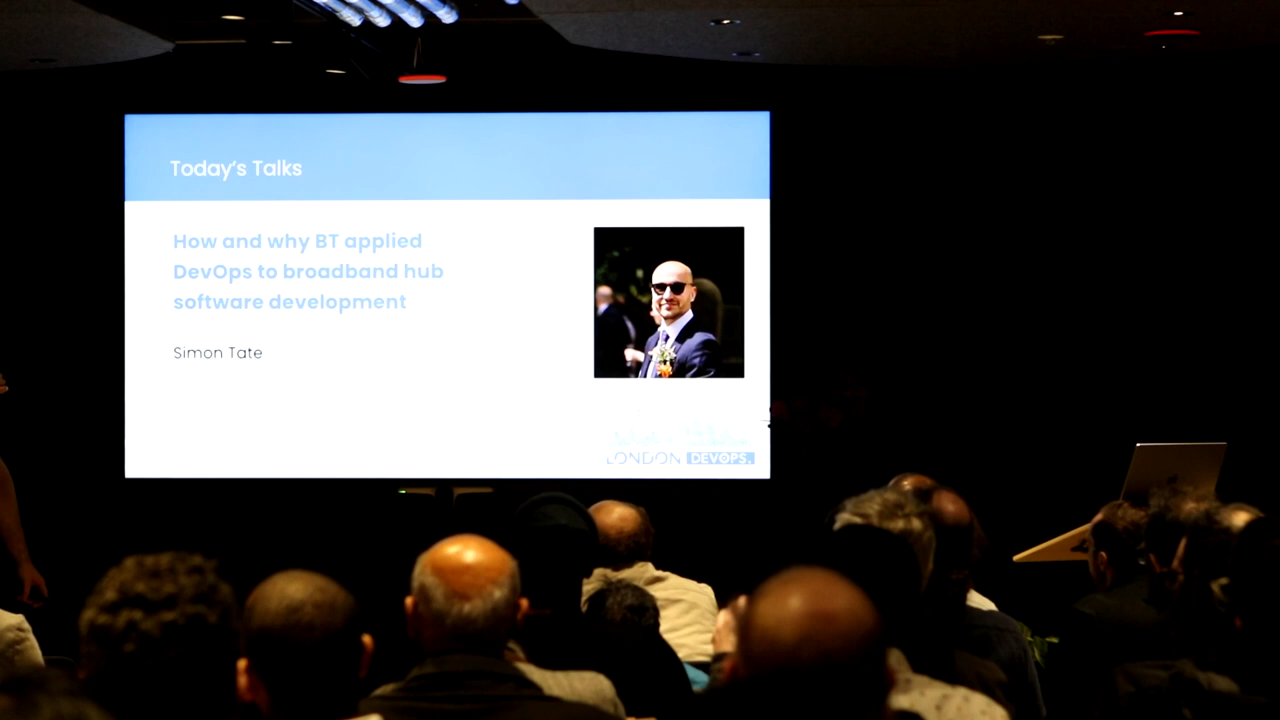 Today's Talks
How and why BT applied
DevOps to broadband hub
software development
Simon Tate
LONDON DEVOPS.